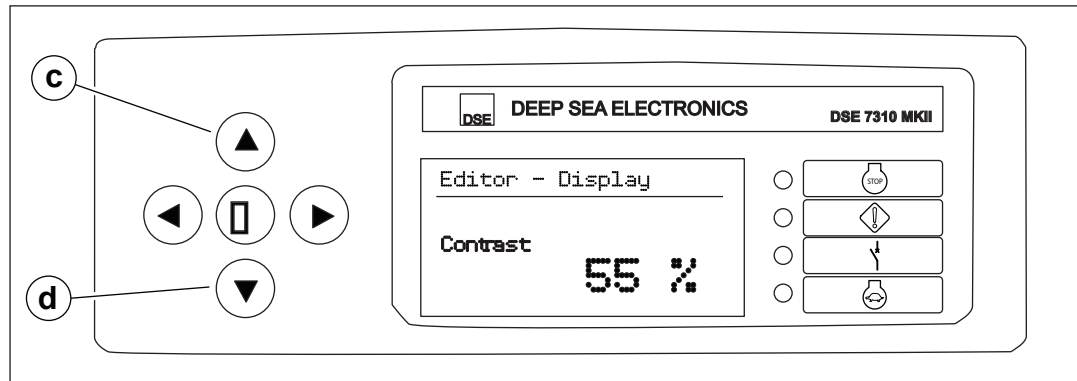 c
d
DSE
DEEP SEA ELECTRONICS
DSE 7310 MKII
Editor - Display
Contrast
55 %
STOP